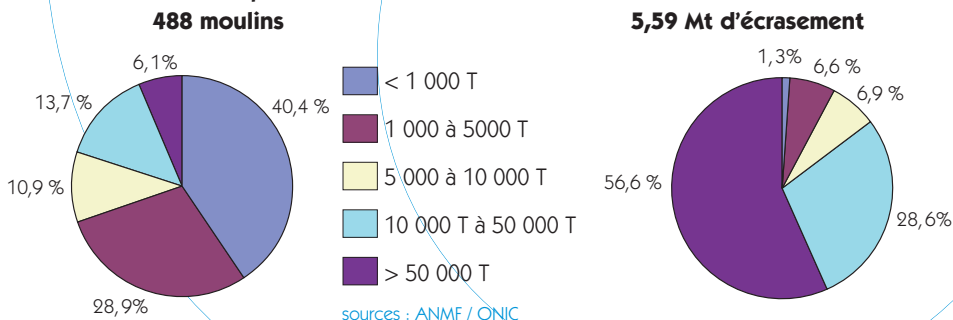 488 moulins
6,1%
13,7 %
40,4 %
10,9 %
28,9%
< 1 000 T
1 000 à 5000 T
5 000 à 10 000 T
10 000 T à 50 000 T
> 50 000 T
sources : ANMF / ONIC
5,59 Mt d’écrasement
1,3%
6,6 %
6,9 %
56,6 %
28,6%